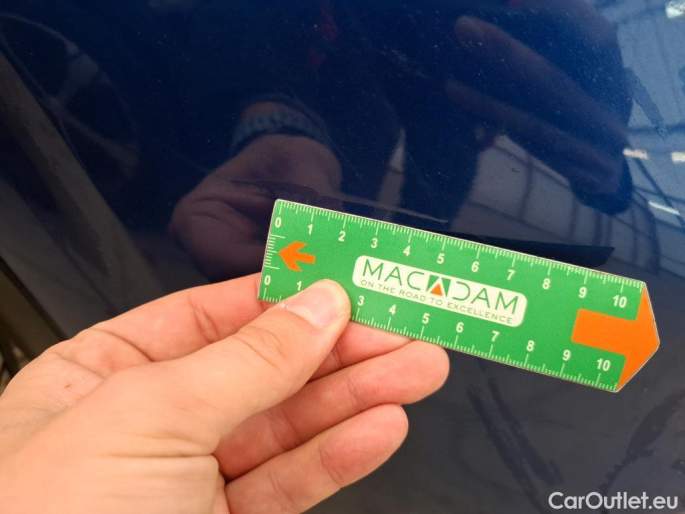 0 1 2 3 4 5 6 7 8 9 10
MACADAM
ON THE ROAD TO EXCELLENCE
0 1 3 4 5 6 7 8 9 10
CarOutlet.eu